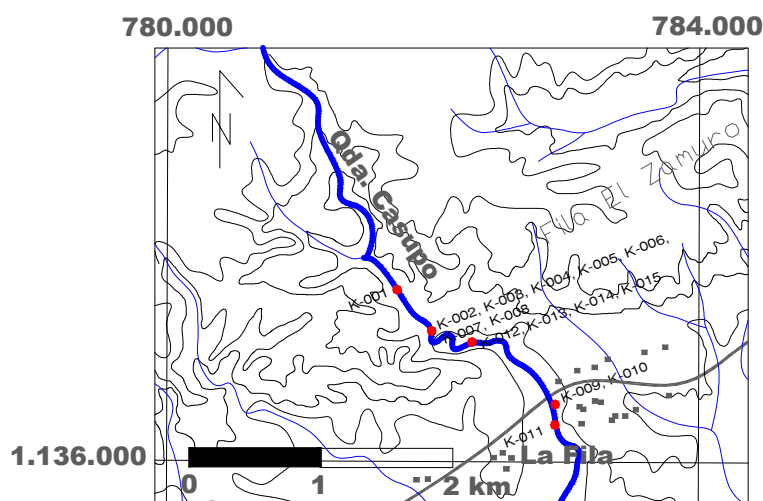 780.000
784.000
N
Qda. Casupo
Fila El Zamuro
K-001
K-002, K-003, K-004, K-005, K-006,
K-007, K-008
K-012, K-013, K-014, K-015
K-009, K-010
K-011
1.136.000
La Fila
0 1 2 km